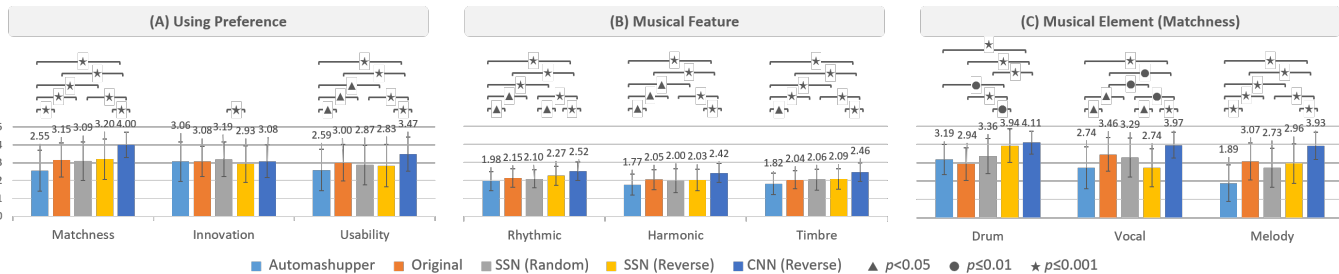 (A) Using Preference
(B) Musical Feature
(C) Musical Element (Matchness)
2.55 3.15 3.09 3.20 4.00
3.06 3.08 3.19 2.93 3.08
2.59 3.00 2.87 2.83 3.47
1.98 2.15 2.10 2.27 2.52
1.77 2.05 2.00 2.03 2.42
1.82 2.04 2.06 2.09 2.46
3.19 2.94 3.36 3.94 4.11
2.74 3.46 3.29 2.74 3.97
1.89 3.07 2.73 2.96 3.93
Matchness Innovation Usability
Rhythmic Harmonic Timbre
Drum Vocal Melody
Automashupper Original SSN (Random) SSN (Reverse) CNN (Reverse) ▲ p<0.05 ● p≤0.01 ★ p≤0.001